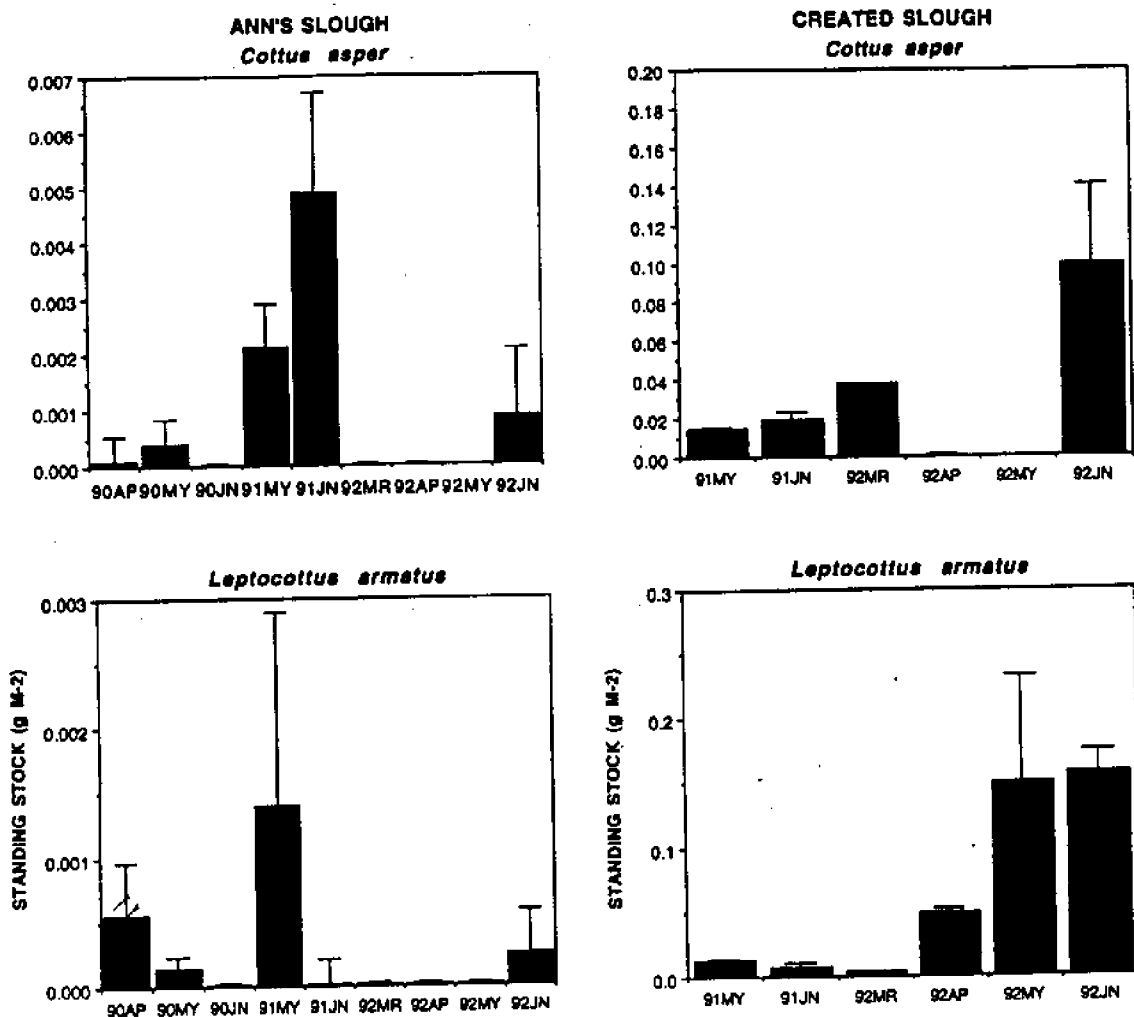 ANN'S SLOUGH
Cottus asper
0.007
0.006
0.005
0.004
0.003
0.002
0.001
0.000
90AP 90MY 90JN 91MY 91JN 92MR 92AP 92MY 92JN
CREATED SLOUGH
Cottus asper
0.20
0.18
0.16
0.14
0.12
0.10
0.08
0.06
0.04
0.02
0.00
91MY 91JN 92MR 92AP 92MY 92JN
Leptocottus armatus
STANDING STOCK (g M-2)
0.003
0.002
0.001
0.000
90AP 90MY 90JN 91MY 91JN 92MR 92AP 92MY 92JN
Leptocottus armatus
STANDING STOCK (g M-2)
0.3
0.2
0.1
0.0
91MY 91JN 92MR 92AP 92MY 92JN